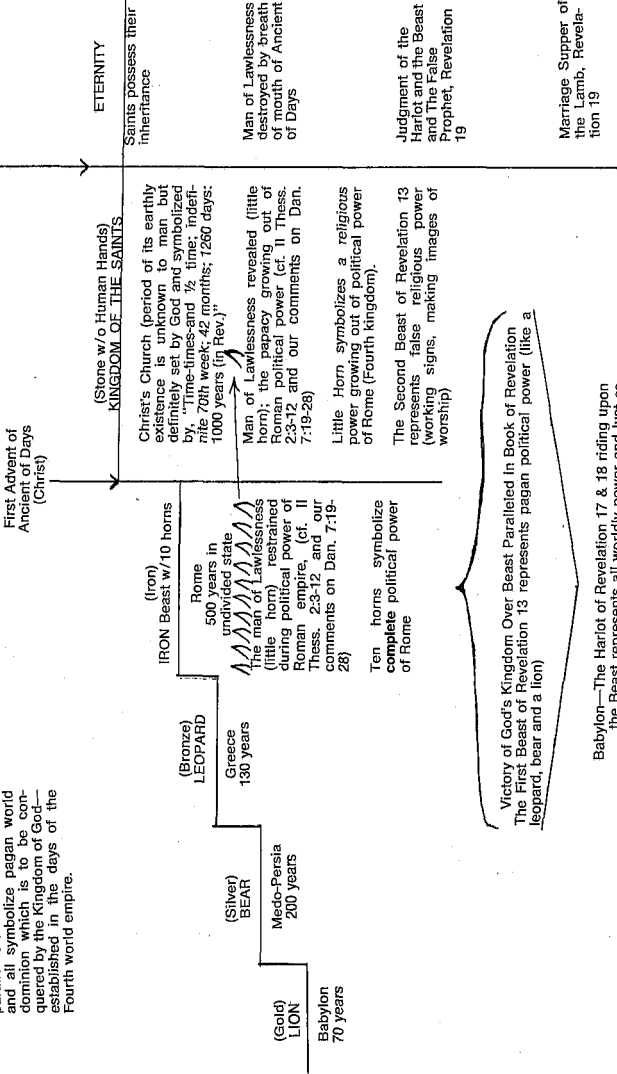 and all symbolize pagan world
dominion which is to be con-
quered by the Kingdom of God—
established in the days of the
Fourth world empire.
First Advent of
Ancient of Days
(Christ)
(Gold)
LION
Babylon
70 years
(Silver)
BEAR
Medo-Persia
200 years
(Bronze)
LEOPARD
Greece
130 years
(Iron)
IRON Beast w/10 horns
Rome
500 years in
undivided state
The man of Lawlessness
(little horn) restrained
during political power of
Roman empire, (cf. II
Thess. 2:3-12 and our
comments on Dan. 7:19-
28)
Ten horns symbolize
complete political power
of Rome
(Stone w/o Human Hands)
KINGDOM OF THE SAINTS
Christ's Church (period of its earthly
existence is unknown to man but
definitely set by God and symbolized
by, "Time-times-and ½ time; indefi-
nite 70th week; 42 months; 1260 days:
1000 years (in Rev.)"
Man of Lawlessness revealed (little
horn); the papacy growing out of
Roman political power (cf. II Thess.
2:3-12 and our comments on Dan.
7:19-28)
Little Horn symbolizes a religious
power growing out of political power
of Rome (Fourth kingdom).
The Second Beast of Revelation 13
represents false religious power
(working signs, making images of
worship)
ETERNITY
Saints possess their
inheritance
Man of Lawlessness
destroyed by breath
of mouth of Ancient
of Days
Judgment of the
Harlot and the Beast
and The False
Prophet, Revelation
19
Marriage Supper of
the Lamb, Revela-
tion 19
Victory of God's Kingdom Over Beast Paralleled In Book of Revelation
The First Beast of Revelation 13 represents pagan political power (like a
leopard, bear and a lion)
Babylon—The Harlot of Revelation 17 & 18 riding upon
the Beast represents all worldly power and lust as